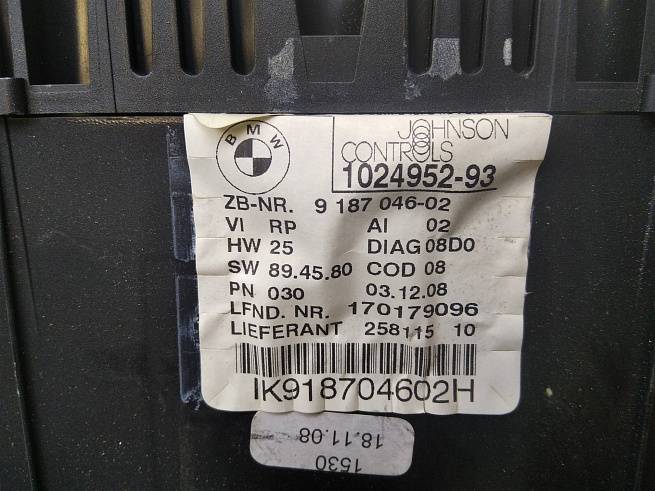 BMW
JOHNSON
CONTROLS
1024952-93
ZB-NR. 9 187 046-02
VI RP AI 02
HW 25 DIAG 08D0
SW 89.45.80 COD 08
PN 030 03.12.08
LFND. NR. 170179096
LIEFERANT 258115 10
IK918704602H
18.11.08
1530